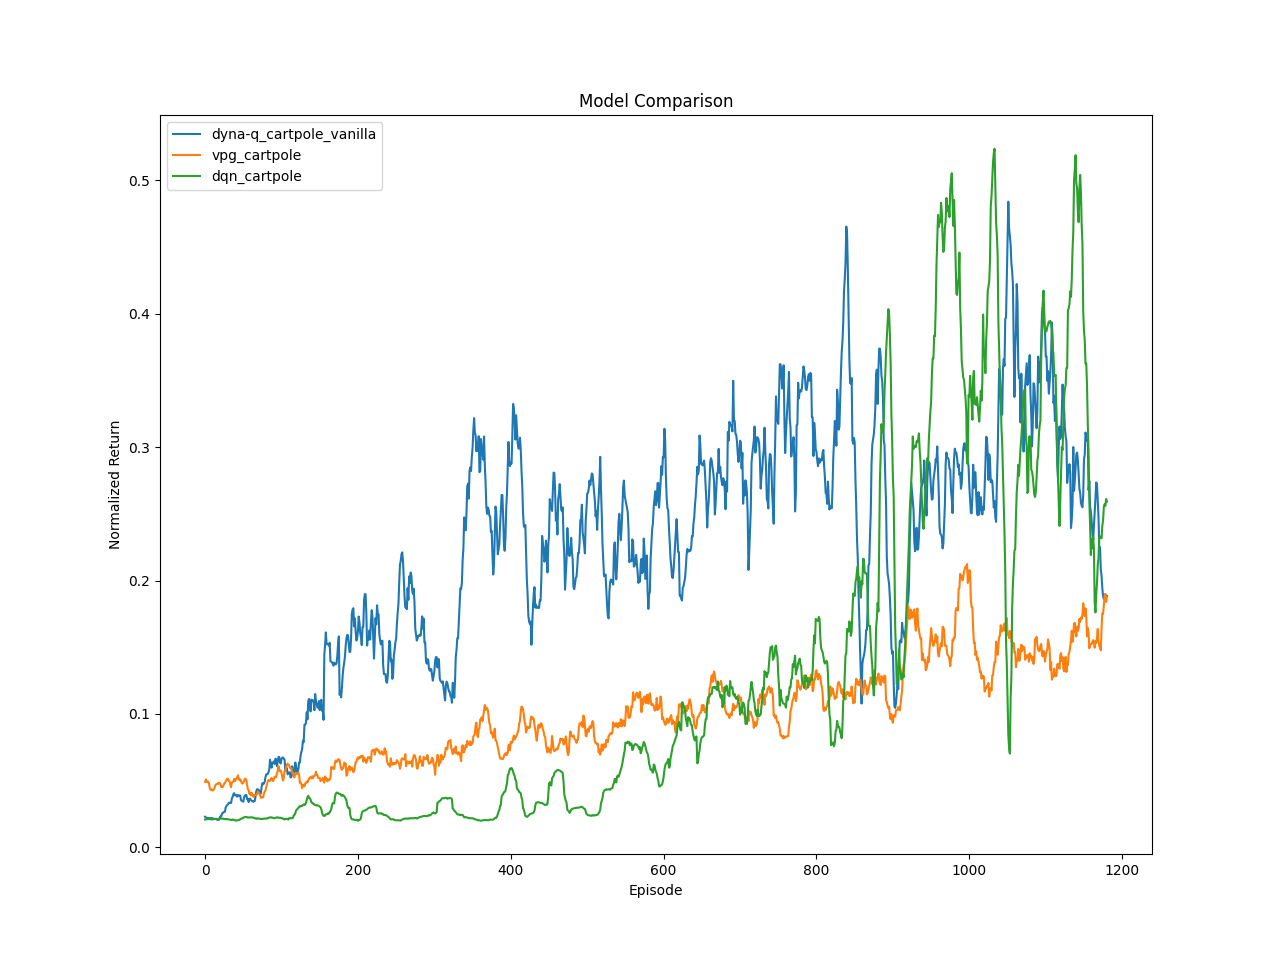 Model Comparison
dyna-q_cartpole_vanilla
vpg_cartpole
dqn_cartpole
0.5
0.4
0.3
0.2
0.1
0.0
Normalized Return
0 200 400 600 800 1000 1200
Episode